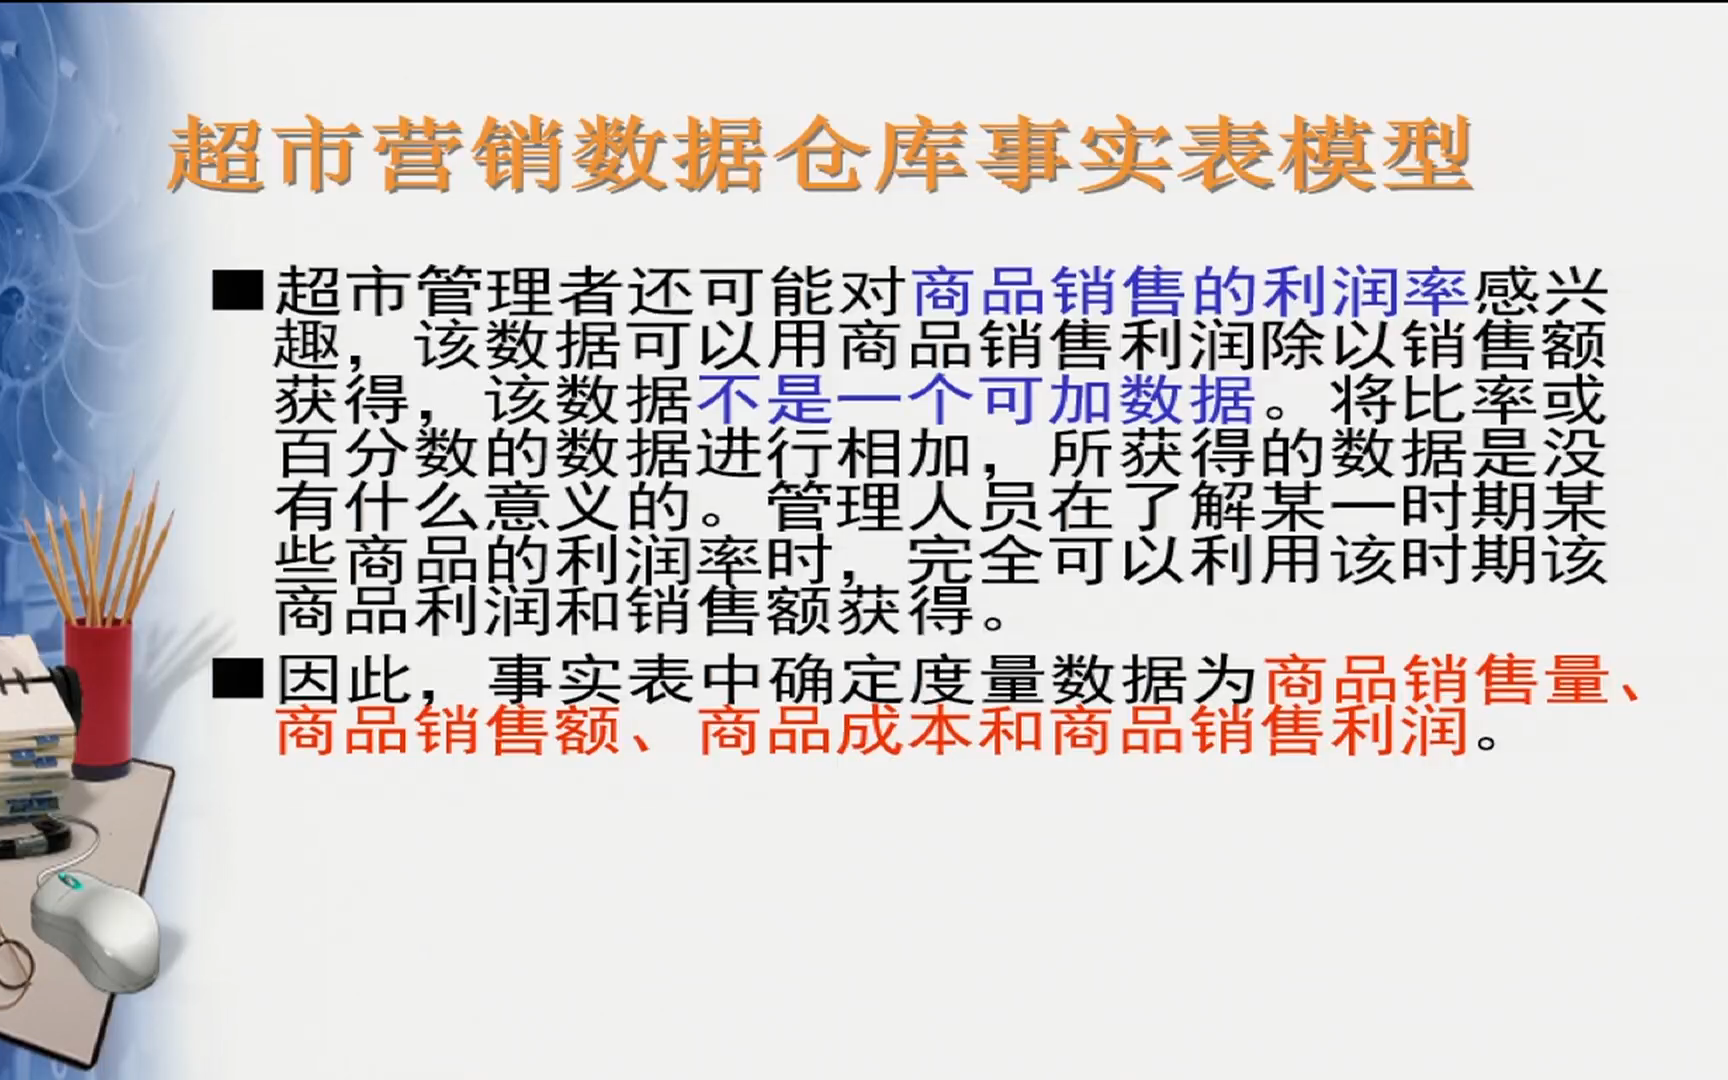 超市营销数据仓库事实表模型
■超市管理者还可能对商品销售的利润率感兴
趣，该数据可以用商品销售利润除以销售额
获得，该数据不是一个可加数据。将比率或
百分数的数据进行相加，所获得的数据是没
有什么意义的。管理人员在了解某一时期某
些商品的利润率时，完全可以利用该时期该
商品利润和销售额获得。
■因此，事实表中确定度量数据为商品销售量、
商品销售额、商品成本和商品销售利润。